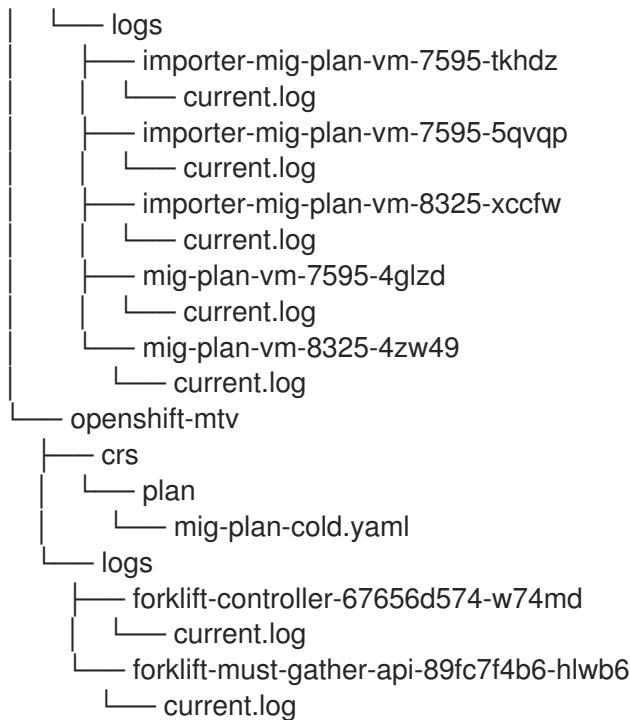 │   └── logs
│       ├── importer-mig-plan-vm-7595-tkhdz
│       │   └── current.log
│       ├── importer-mig-plan-vm-7595-5qvqp
│       │   └── current.log
│       ├── importer-mig-plan-vm-8325-xccfw
│       │   └── current.log
│       ├── mig-plan-vm-7595-4glzd
│       │   └── current.log
│       └── mig-plan-vm-8325-4zw49
│           └── current.log
└── openshift-mtv
    ├── crs
    │   └── plan
    │       └── mig-plan-cold.yaml
    └── logs
        ├── forklift-controller-67656d574-w74md
        │   └── current.log
        └── forklift-must-gather-api-89fc7f4b6-hlwb6
            └── current.log